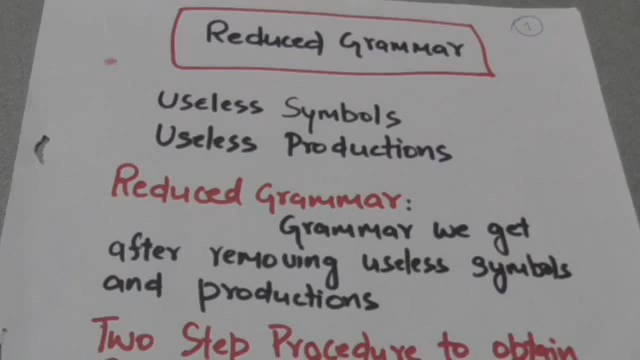 1
Reduced Grammar
Useless Symbols
Useless Productions
Reduced Grammar:
Grammar we get
after removing useless symbols
and productions
Two Step Procedure to obtain